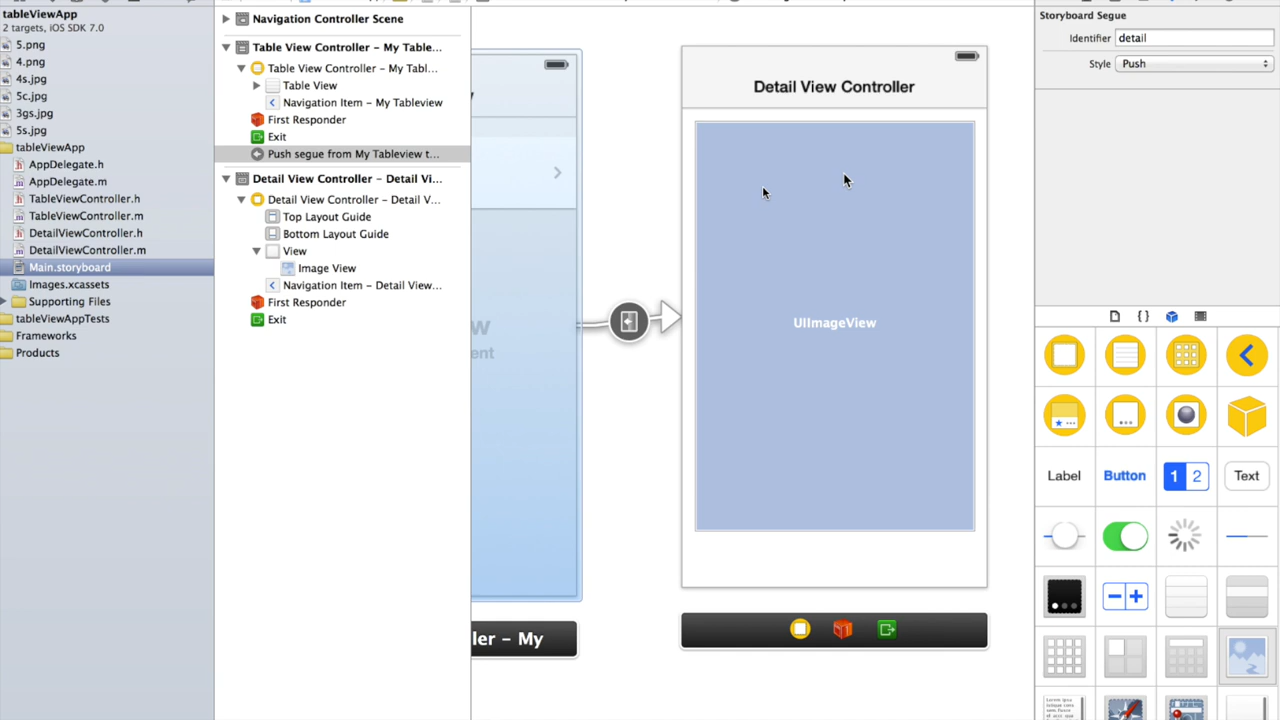 tableViewApp
2 targets, iOS SDK 7.0
5.png
4.png
4s.jpg
5c.jpg
3gs.jpg
5s.jpg
tableViewApp
AppDelegate.h
AppDelegate.m
TableViewController.h
TableViewController.m
DetailViewController.h
DetailViewController.m
Main.storyboard
Images.xcassets
Supporting Files
tableViewAppTests
Frameworks
Products
Navigation Controller Scene
Table View Controller – My Table...
Table View Controller – My Tabl...
Table View
Navigation Item – My Tableview
First Responder
Exit
Push segue from My Tableview t...
Detail View Controller – Detail Vi...
Detail View Controller – Detail V...
Top Layout Guide
Bottom Layout Guide
View
Image View
Navigation Item – Detail View...
First Responder
Exit
ler – My
Detail View Controller
UIImageView
Storyboard Segue
Identifier detail
Style Push
Label
Button
1 2
Text